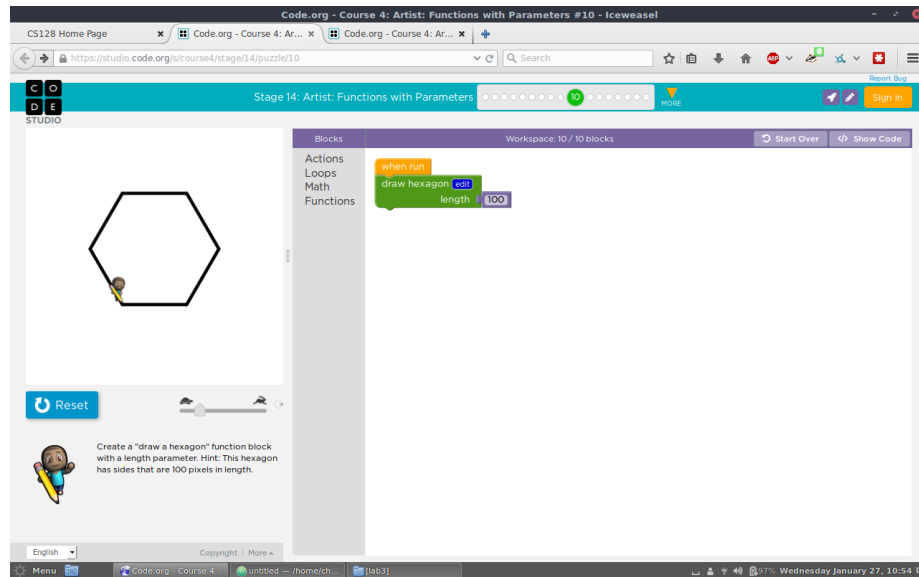 Code.org - Course 4: Artist: Functions with Parameters #10 - Iceweasel
CS128 Home Page
Code.org - Course 4: Ar...
Code.org - Course 4: Ar...
https://studio.code.org/s/course4/stage/14/puzzle/10
Search
ABP
Report Bug
C O
D E
STUDIO
Stage 14: Artist: Functions with Parameters
10
MORE
Sign in
Blocks
Workspace: 10 / 10 blocks
Start Over
Show Code
Actions
Loops
Math
Functions
when run
draw hexagon edit
length 100
Reset
Create a "draw a hexagon" function block
with a length parameter. Hint: This hexagon
has sides that are 100 pixels in length.
English
Copyright | More
Menu
Code.org - Course 4...
untitled — /home/ch...
[lab3]
97% Wednesday January 27, 10:54